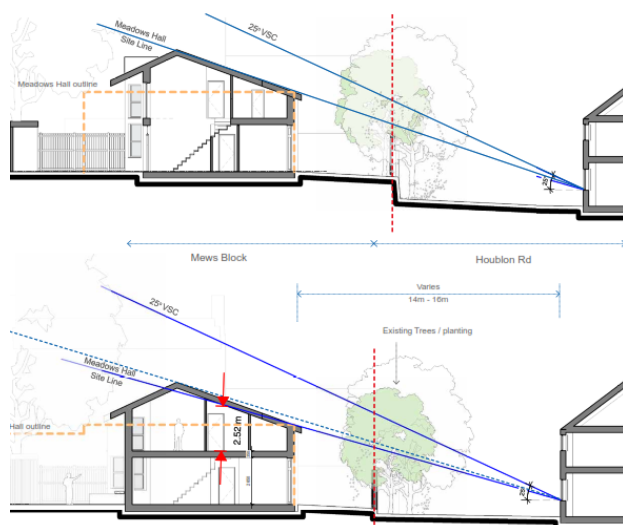 Meadows Hall
Site Line
25° VSC
Meadows Hall outline
25°
Mews Block
Houblon Rd
Varies
14m - 16m
25° VSC
Existing Trees / planting
Meadows Hall
Site Line
Hall outline
2.52 m
25°